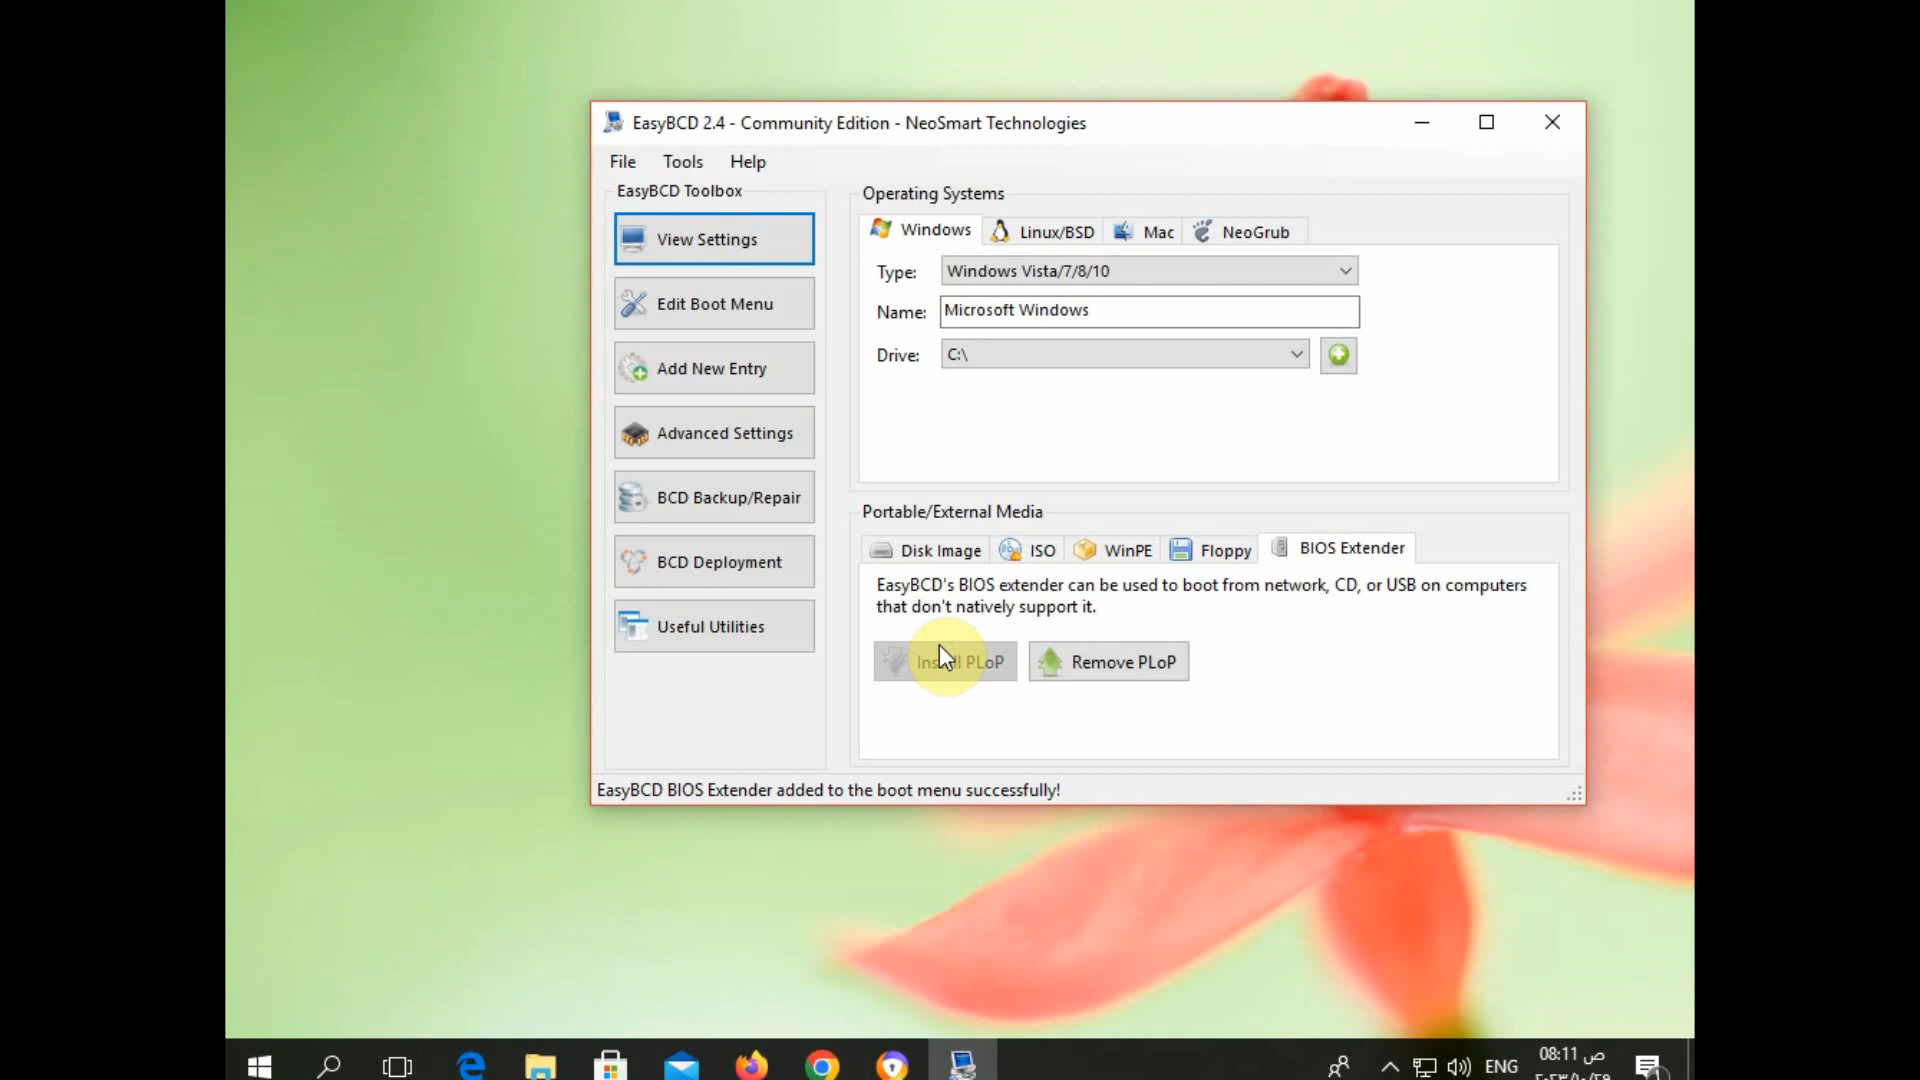 EasyBCD 2.4 - Community Edition - NeoSmart Technologies
File Tools Help
EasyBCD Toolbox
View Settings
Edit Boot Menu
Add New Entry
Advanced Settings
BCD Backup/Repair
BCD Deployment
Useful Utilities
Operating Systems
Windows Linux/BSD Mac NeoGrub
Type: Windows Vista/7/8/10
Name: Microsoft Windows
Drive: C:\
Portable/External Media
Disk Image ISO WinPE Floppy BIOS Extender
EasyBCD's BIOS extender can be used to boot from network, CD, or USB on computers
that don't natively support it.
Install PLoP Remove PLoP
EasyBCD BIOS Extender added to the boot menu successfully!
ENG
08:11 ص